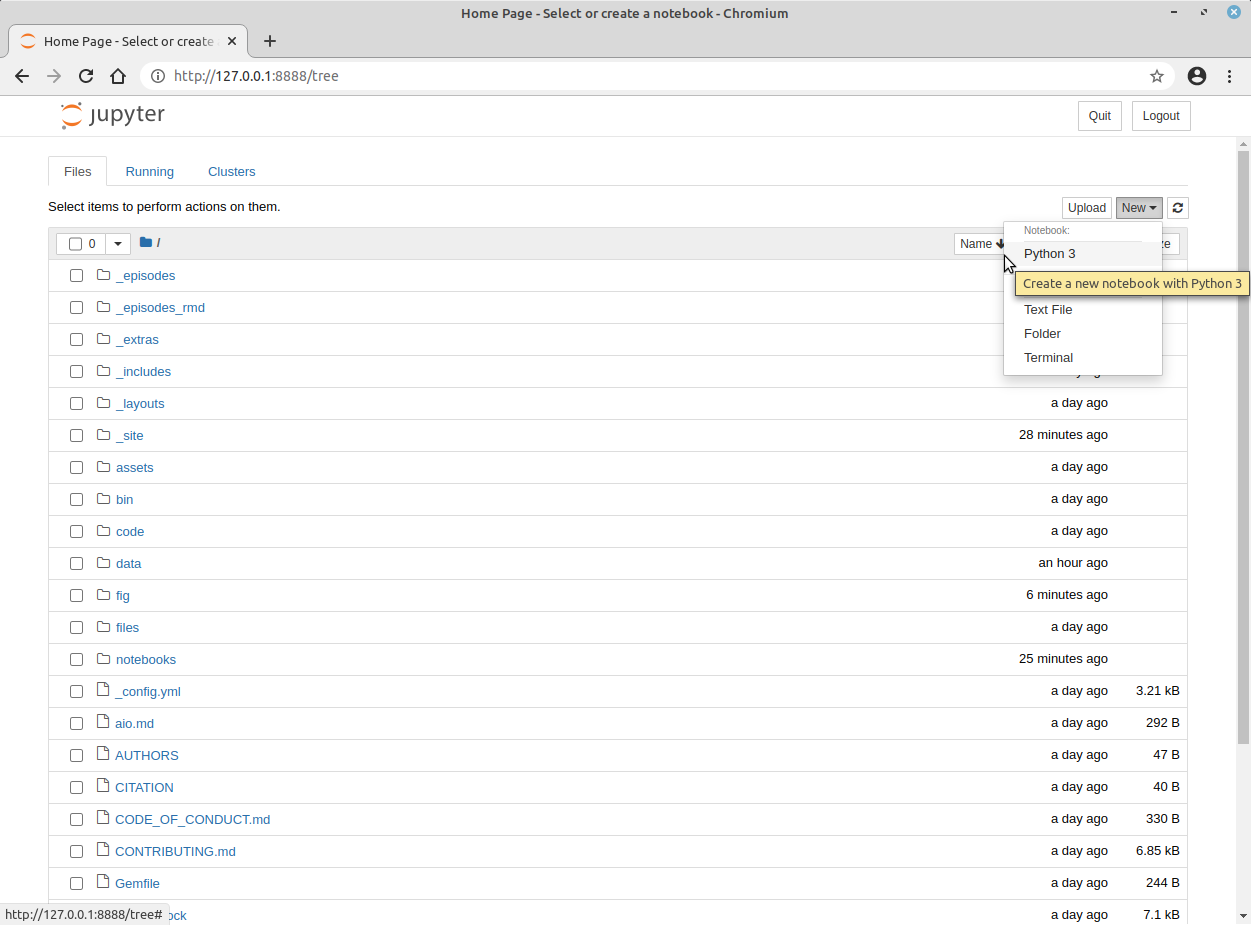 Home Page - Select or create a notebook - Chromium
Home Page - Select or create
http://127.0.0.1:8888/tree
jupyter
Quit Logout
Files Running Clusters
Select items to perform actions on them.
Upload New
0 / Name
Notebook:
Python 3
Create a new notebook with Python 3
Text File
Folder
Terminal
_episodes
_episodes_rmd
_extras
_includes
_layouts a day ago
_site 28 minutes ago
assets a day ago
bin a day ago
code a day ago
data an hour ago
fig 6 minutes ago
files a day ago
notebooks 25 minutes ago
_config.yml a day ago 3.21 kB
aio.md a day ago 292 B
AUTHORS a day ago 47 B
CITATION a day ago 40 B
CODE_OF_CONDUCT.md a day ago 330 B
CONTRIBUTING.md a day ago 6.85 kB
Gemfile a day ago 244 B
http://127.0.0.1:8888/tree# ock a day ago 7.1 kB